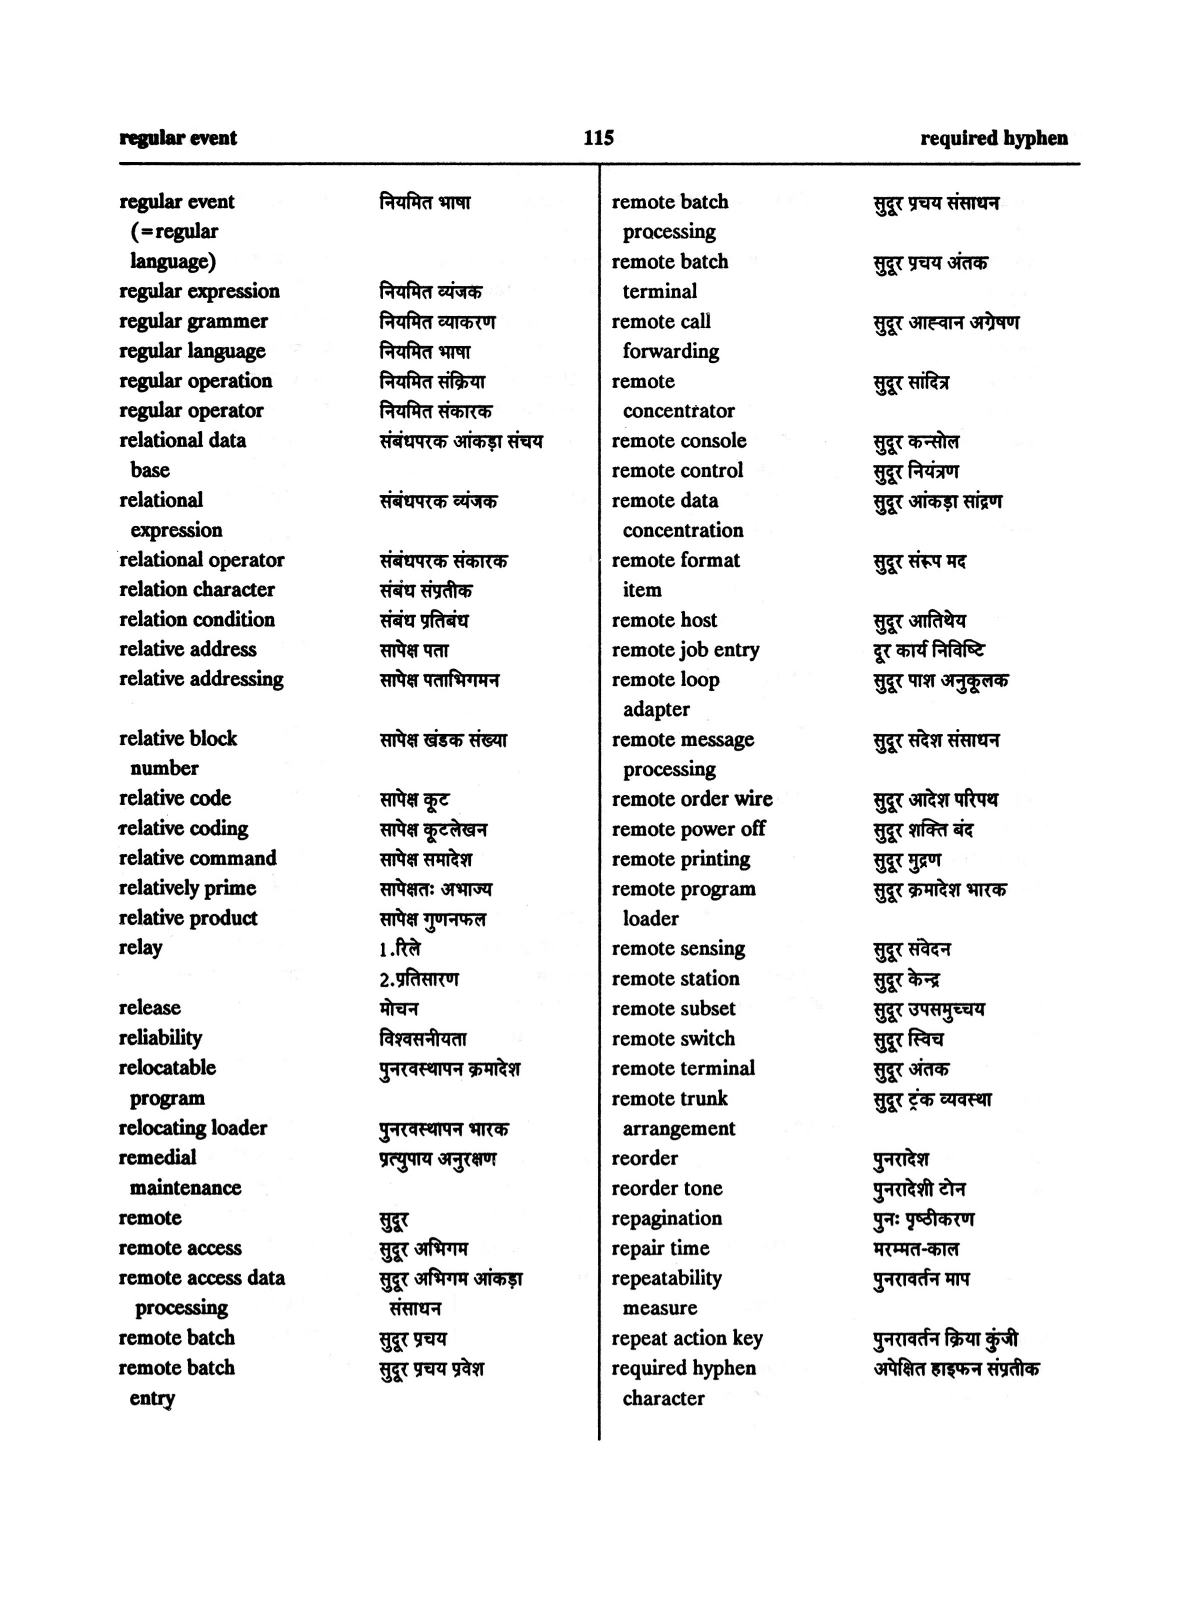 regular event 115 required hyphen
regular event नियमित भाषा
(=regular
language)
regular expression नियमित व्यंजक
regular grammer नियमित व्याकरण
regular language नियमित भाषा
regular operation नियमित संक्रिया
regular operator नियमित संकारक
relational data संबंधपरक आंकड़ा संचय
base
relational संबंधपरक व्यंजक
expression
relational operator संबंधपरक संकारक
relation character संबंध संप्रतीक
relation condition संबंध प्रतिबंध
relative address सापेक्ष पता
relative addressing सापेक्ष पताभिगमन
relative block सापेक्ष खंडक संख्या
number
relative code सापेक्ष कूट
relative coding सापेक्ष कूटलेखन
relative command सापेक्ष समादेश
relatively prime सापेक्षतः अभाज्य
relative product सापेक्ष गुणनफल
relay 1.रिले
2.प्रतिसारण
release मोचन
reliability विश्वसनीयता
relocatable पुनरवस्थापन क्रमादेश
program
relocating loader पुनरवस्थापन भारक
remedial प्रत्युपाय अनुरक्षण
maintenance
remote सुदूर
remote access सुदूर अभिगम
remote access data सुदूर अभिगम आंकड़ा
processing संसाधन
remote batch सुदूर प्रचय
remote batch सुदूर प्रचय प्रवेश
entry
remote batch सुदूर प्रचय संसाधन
processing
remote batch सुदूर प्रचय अंतक
terminal
remote call सुदूर आह्वान अग्रेषण
forwarding
remote सुदूर सांदित्र
concentrator
remote console सुदूर कन्सोल
remote control सुदूर नियंत्रण
remote data सुदूर आंकड़ा सांद्रण
concentration
remote format सुदूर संरूप मद
item
remote host सुदूर आतिथेय
remote job entry दूर कार्य निविष्टि
remote loop सुदूर पाश अनुकूलक
adapter
remote message सुदूर संदेश संसाधन
processing
remote order wire सुदूर आदेश परिपथ
remote power off सुदूर शक्ति बंद
remote printing सुदूर मुद्रण
remote program सुदूर क्रमादेश भारक
loader
remote sensing सुदूर संवेदन
remote station सुदूर केन्द्र
remote subset सुदूर उपसमुच्चय
remote switch सुदूर स्विच
remote terminal सुदूर अंतक
remote trunk सुदूर ट्रंक व्यवस्था
arrangement
reorder पुनरादेश
reorder tone पुनरादेशी टोन
repagination पुनः पृष्ठीकरण
repair time मरम्मत-काल
repeatability पुनरावर्तन माप
measure
repeat action key पुनरावर्तन क्रिया कुंजी
required hyphen अपेक्षित हाइफन संप्रतीक
character